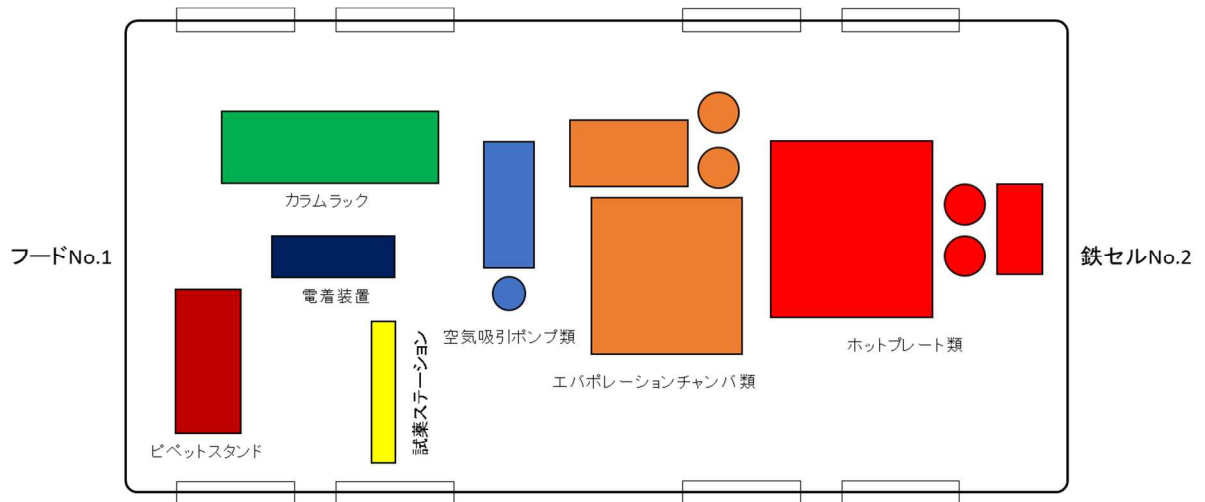 カラムラック
フードNo.1
鉄セルNo.2
電着装置
空気吸引ポンプ類
ホットプレート類
試薬ステーション
エバポレーションチャンバ類
ピペットスタンド